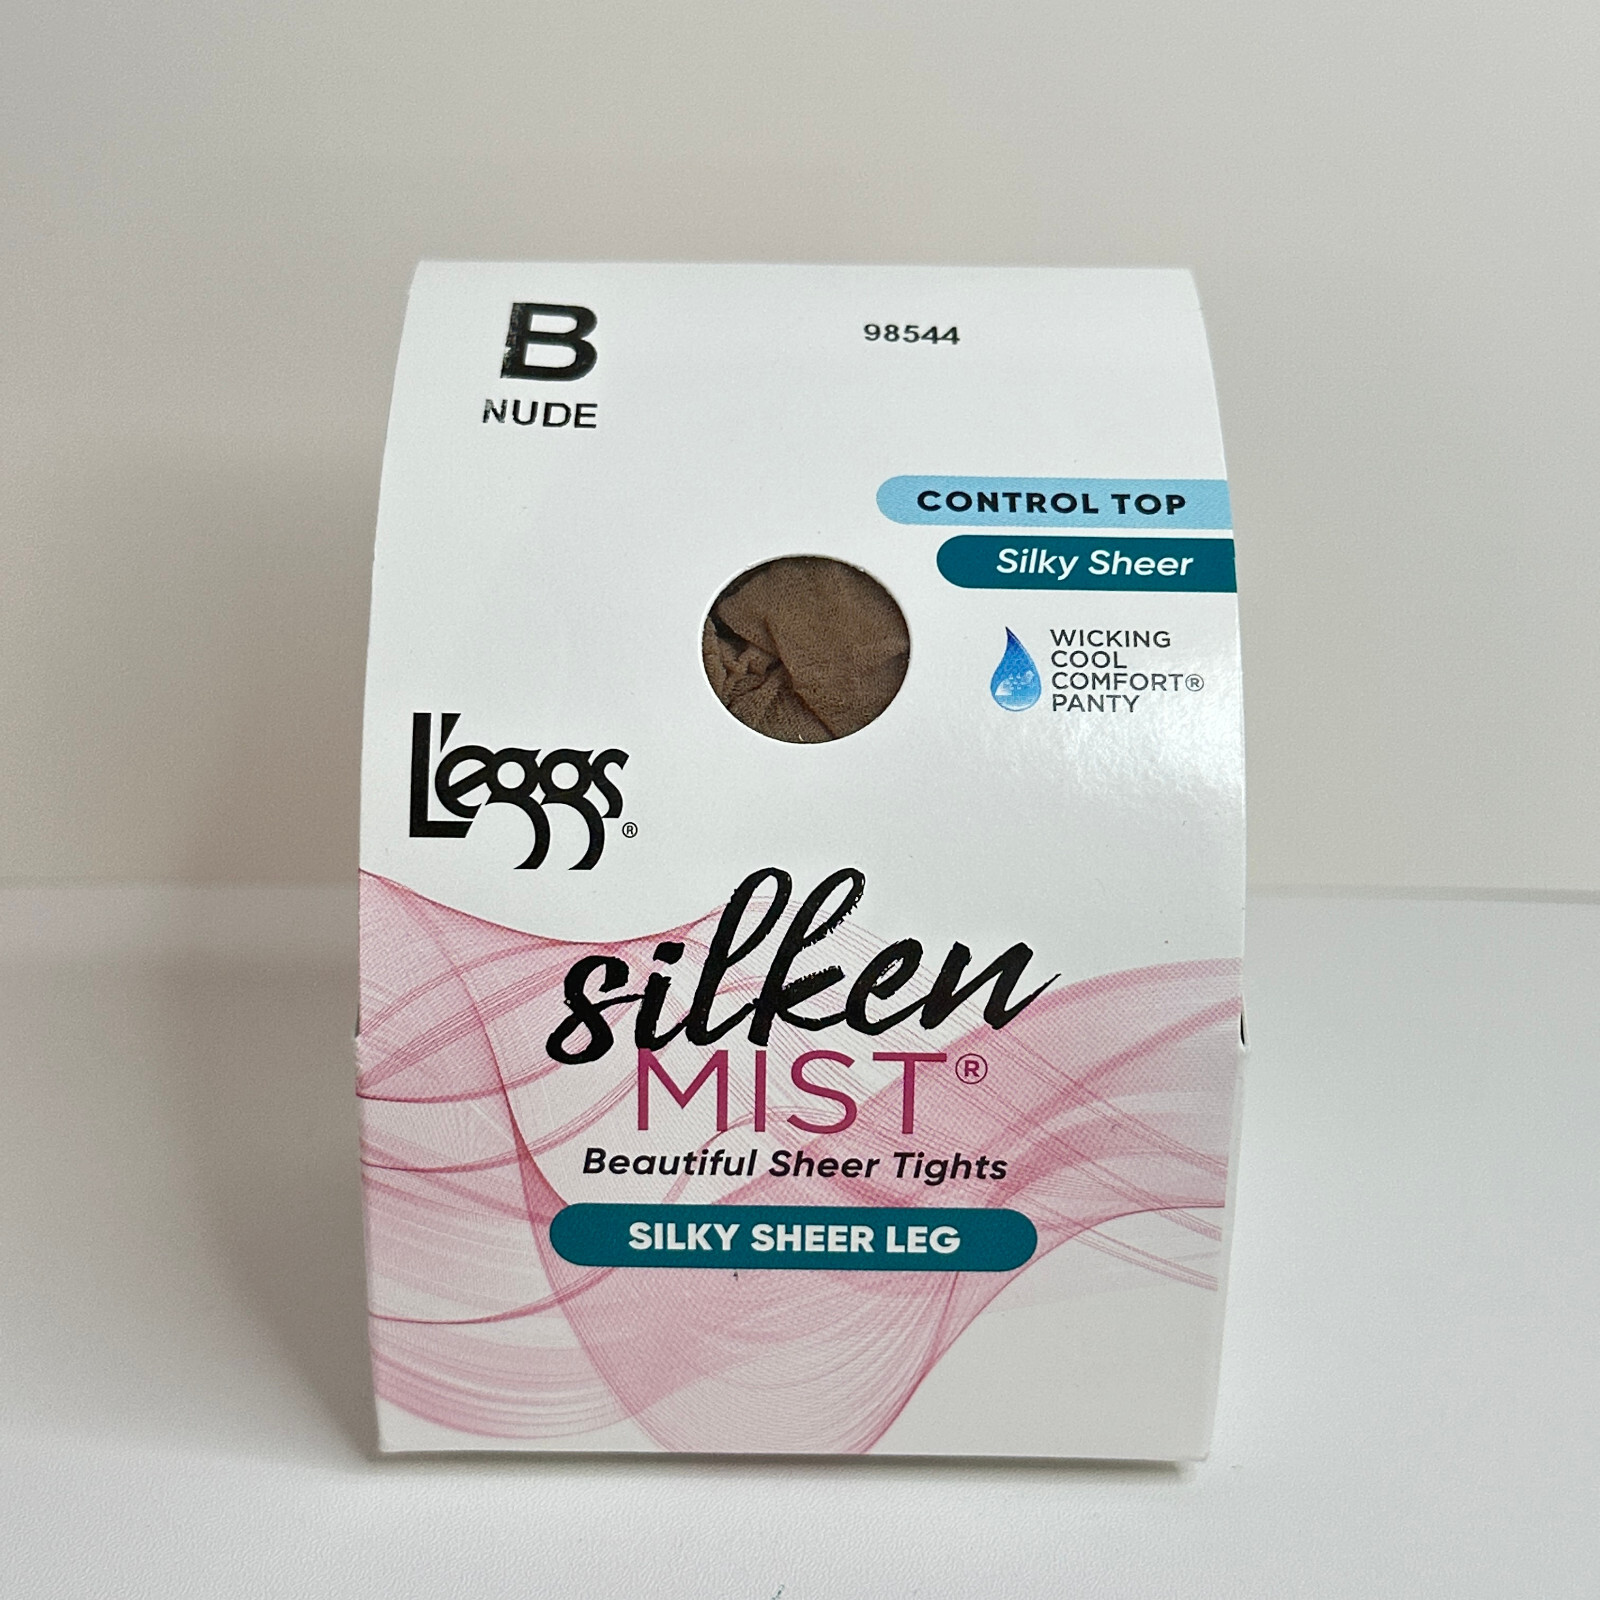 B
98544
NUDE
CONTROL TOP
Silky Sheer
WICKING
COOL
COMFORT®
PANTY
L'eggs®
silken
MIST®
Beautiful Sheer Tights
SILKY SHEER LEG